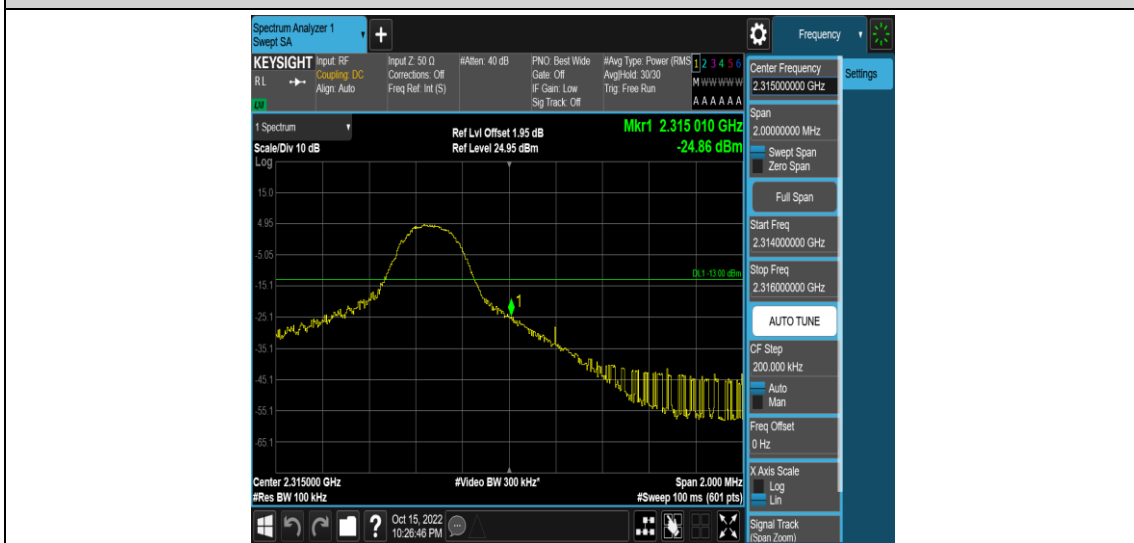 Spectrum Analyzer 1
Swept SA
+
Frequency
KEYSIGHT
RL
LXI
Input: RF
Coupling: DC
Align: Auto
Input Z: 50 Ω
Corrections: Off
Freq Ref: Int (S)
#Atten: 40 dB
PNO: Best Wide
Gate: Off
IF Gain: Low
Sig Track: Off
#Avg Type: Power (RMS
Avg|Hold: 30/30
Trig: Free Run
1 2 3 4 5 6
M W W W W W
A A A A A A
1 Spectrum
Scale/Div 10 dB
Ref Lvl Offset 1.95 dB
Ref Level 24.95 dBm
Mkr1 2.315 010 GHz
-24.86 dBm
Log
15.0
4.95
-5.05
-15.1
-25.1
-35.1
-45.1
-55.1
-65.1
DL1 -13.00 dBm
1
Center 2.315000 GHz
#Video BW 300 kHz*
Span 2.000 MHz
#Res BW 100 kHz
#Sweep 100 ms (601 pts)
?
Oct 15, 2022
10:26:46 PM
Center Frequency
2.315000000 GHz
Settings
Span
2.00000000 MHz
Swept Span
Zero Span
Full Span
Start Freq
2.314000000 GHz
Stop Freq
2.316000000 GHz
AUTO TUNE
CF Step
200.000 kHz
Auto
Man
Freq Offset
0 Hz
X Axis Scale
Log
Lin
Signal Track
(Span Zoom)